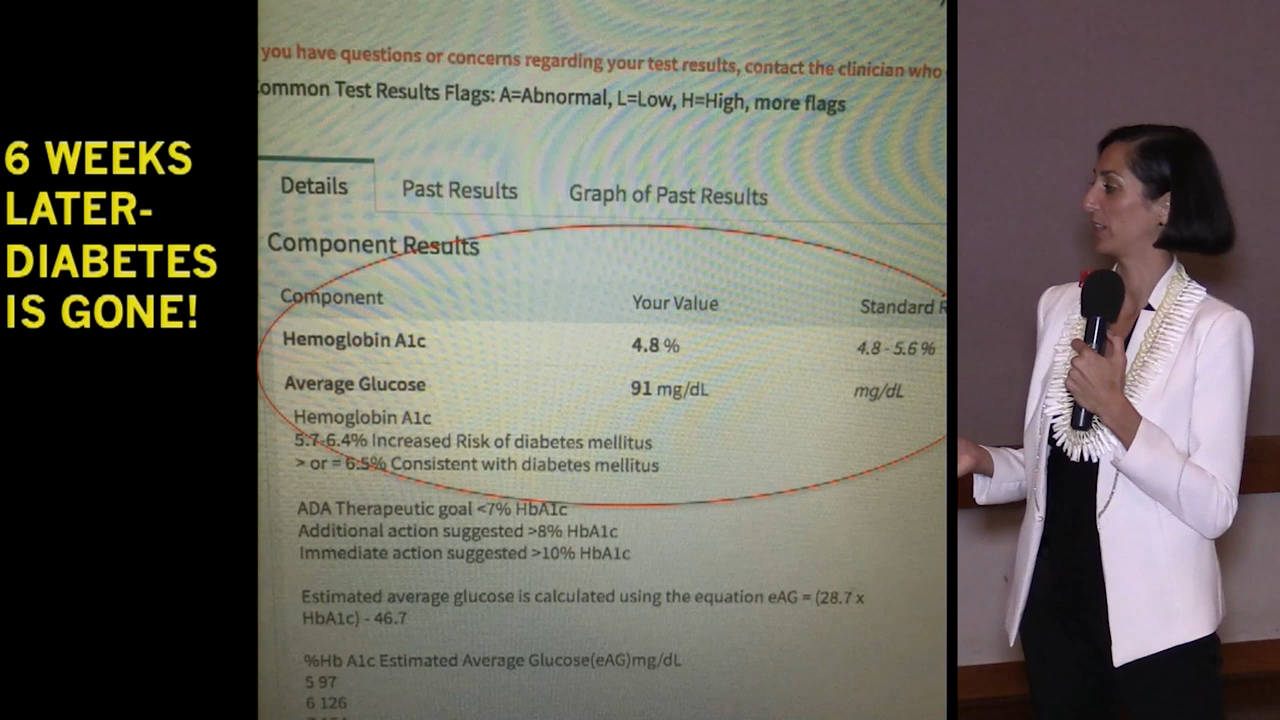 6 WEEKS
LATER-
DIABETES
IS GONE!
you have questions or concerns regarding your test results, contact the clinician who
ommon Test Results Flags: A=Abnormal, L=Low, H=High, more flags
Details Past Results Graph of Past Results
Component Results
Component Your Value Standard R
Hemoglobin A1c 4.8 % 4.8 - 5.6 %
Average Glucose 91 mg/dL mg/dL
Hemoglobin A1c
5.7-6.4% Increased Risk of diabetes mellitus
> or = 6.5% Consistent with diabetes mellitus
ADA Therapeutic goal <7% HbA1c
Additional action suggested >8% HbA1c
Immediate action suggested >10% HbA1c
Estimated average glucose is calculated using the equation eAG = (28.7 x
HbA1c) - 46.7
%Hb A1c Estimated Average Glucose(eAG)mg/dL
5 97
6 126